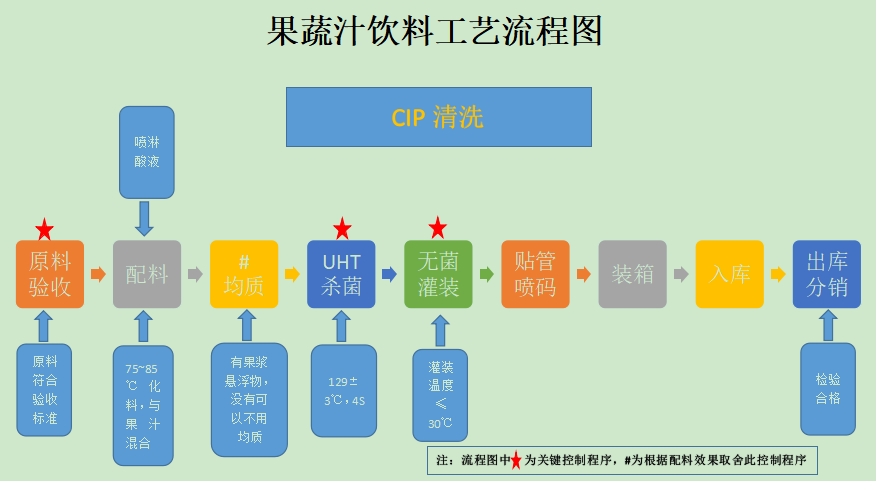 果蔬汁饮料工艺流程图
CIP 清洗
喷淋
酸液
原料
验收
配料
#
均质
UHT
杀菌
无菌
灌装
贴管
喷码
装箱
入库
出库
分销
原料
符合
验收
标准
75~85
℃ 化
料，与
果 汁
混合
有果浆
悬浮物，
没有可
以不用
均质
129±
3℃，4S
灌装
温度
≤
30℃
检验
合格
注：流程图中★为关键控制程序，#为根据配料效果取舍此控制程序